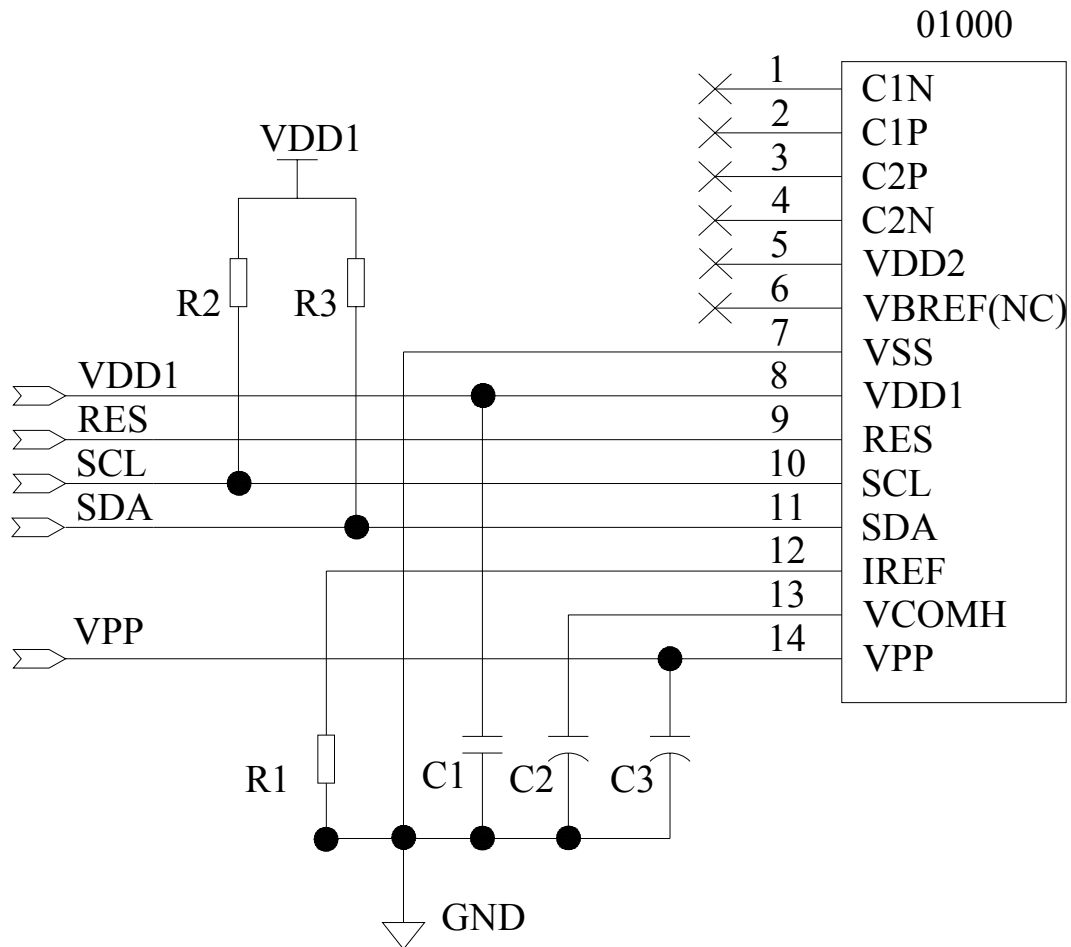 01000
1
C1N
2
C1P
3
C2P
4
C2N
5
VDD2
6
VBREF(NC)
7
VSS
8
VDD1
9
RES
10
SCL
11
SDA
12
IREF
13
VCOMH
14
VPP
VDD1
R2
R3
VDD1
RES
SCL
SDA
VPP
R1
C1
C2
C3
GND